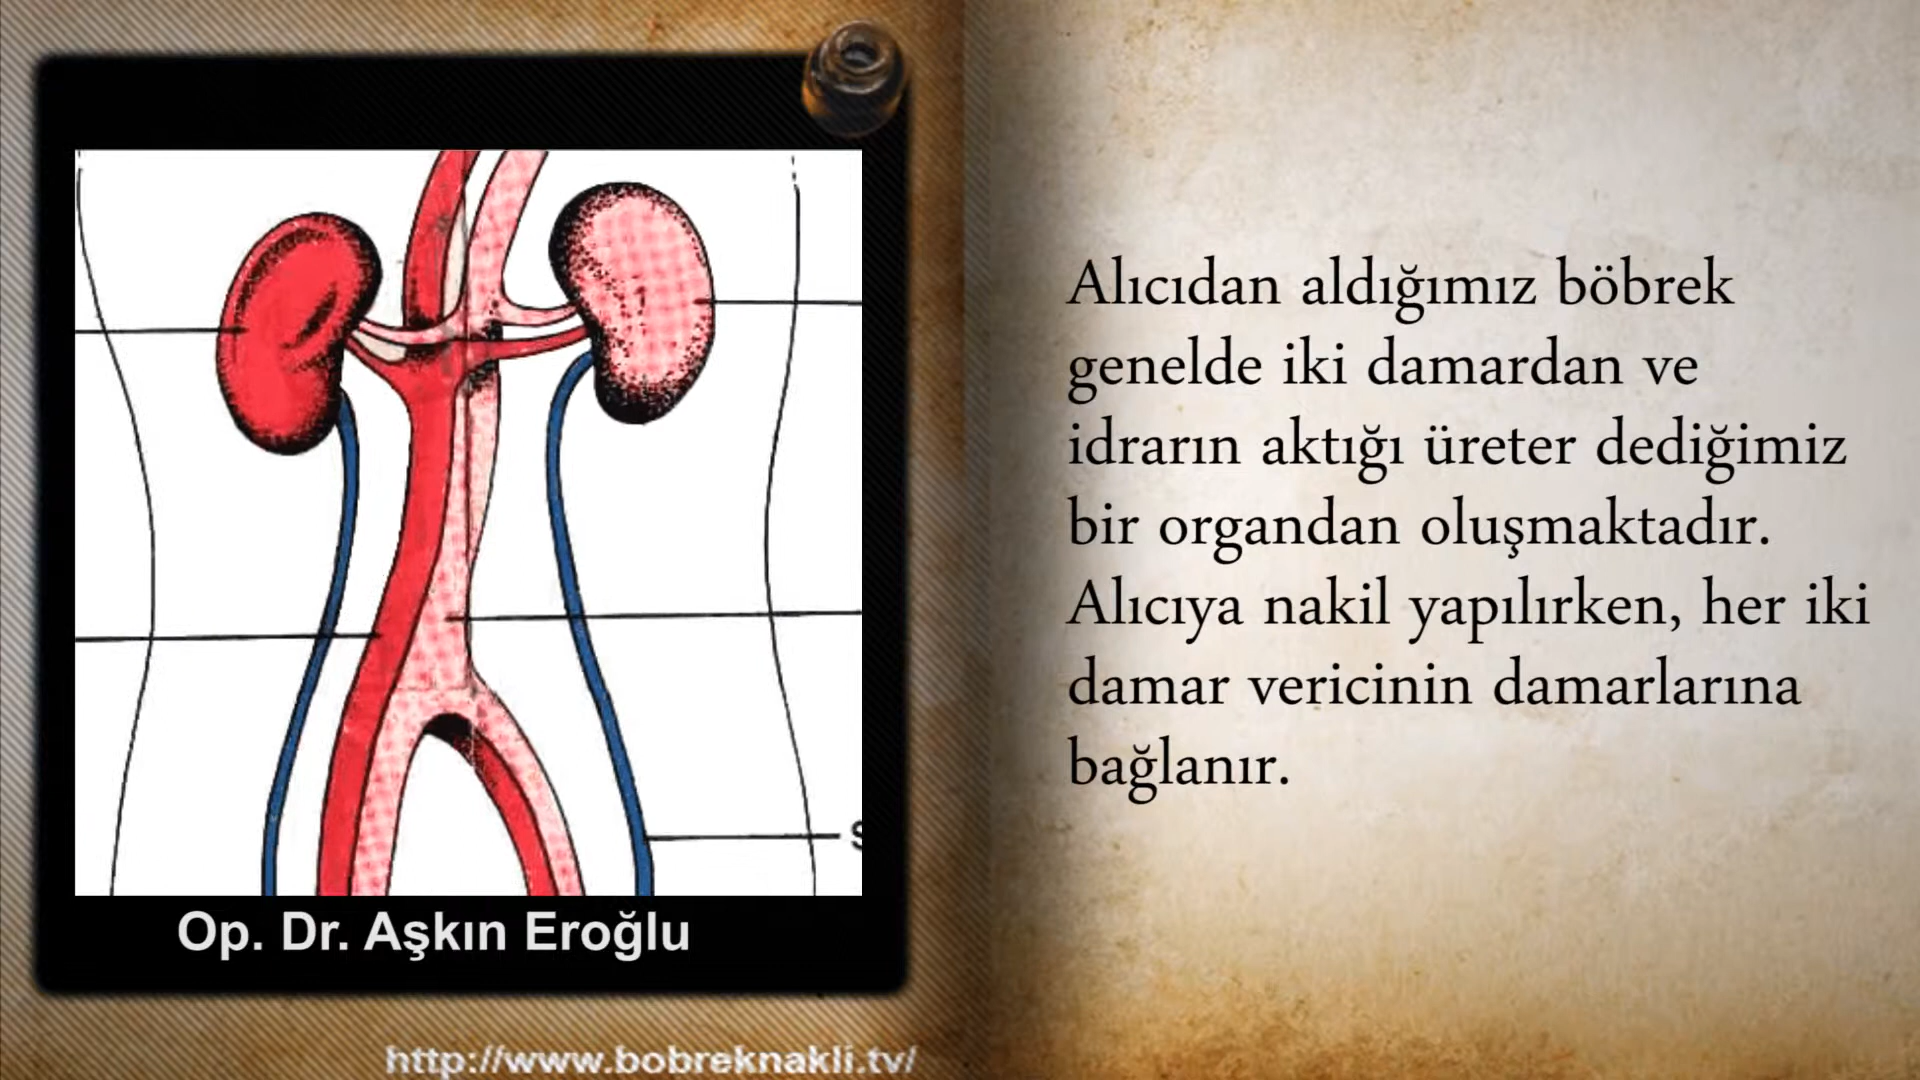 Alıcıdan aldığımız böbrek
genelde iki damardan ve
idrarın aktığı üreter dediğimiz
bir organdan oluşmaktadır.
Alıcıya nakil yapılırken, her iki
damar vericinin damarlarına
bağlanır.
Op. Dr. Aşkın Eroğlu
http://www.bobreknakli.tv/